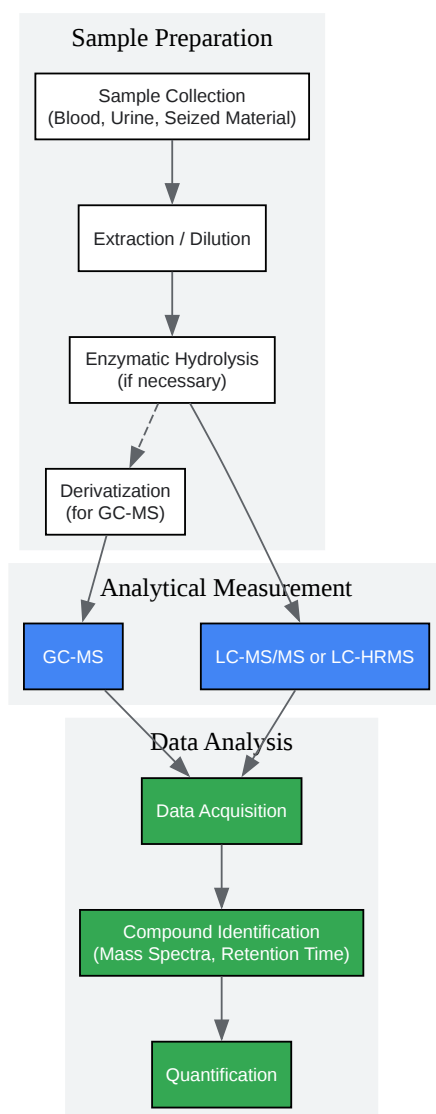 Sample Preparation
Sample Collection
(Blood, Urine, Seized Material)
Extraction / Dilution
Enzymatic Hydrolysis
(if necessary)
Derivatization
(for GC-MS)
Analytical Measurement
GC-MS
LC-MS/MS or LC-HRMS
Data Analysis
Data Acquisition
Compound Identification
(Mass Spectra, Retention Time)
Quantification